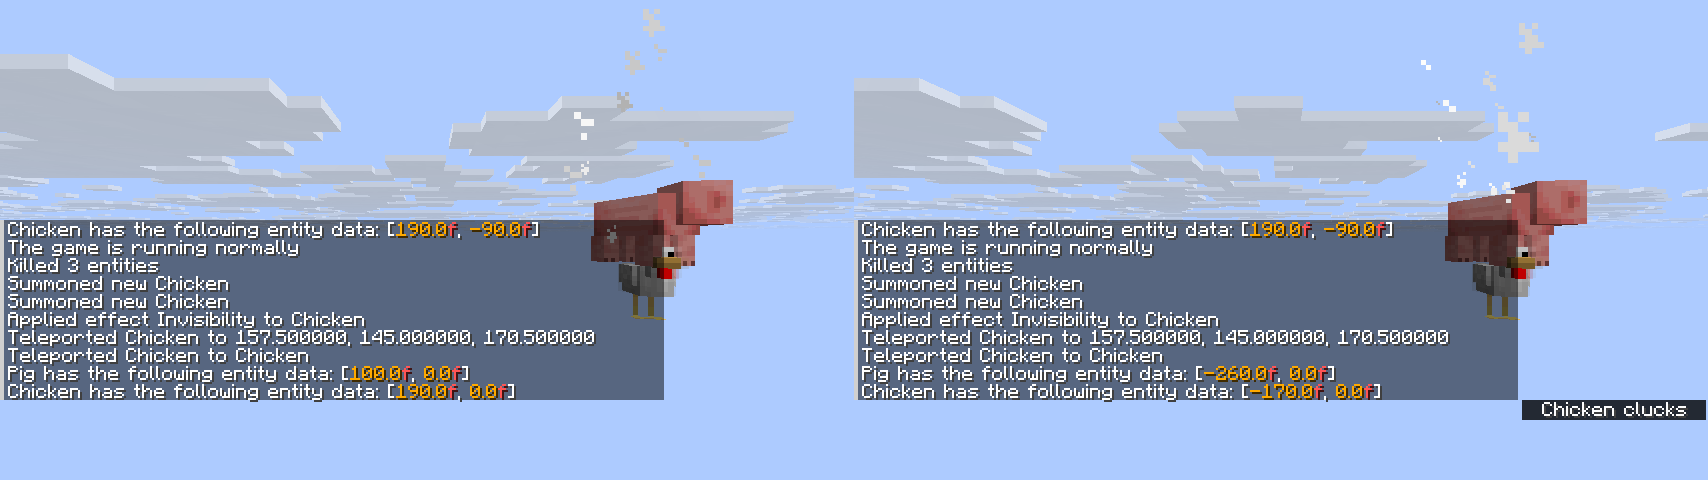 Chicken has the following entity data: [190.0f, -90.0f]
The game is running normally
Killed 3 entities
Summoned new Chicken
Summoned new Chicken
Applied effect Invisibility to Chicken
Teleported Chicken to 157.500000, 145.000000, 170.500000
Teleported Chicken to Chicken
Pig has the following entity data: [100.0f, 0.0f]
Chicken has the following entity data: [190.0f, 0.0f]
Chicken has the following entity data: [190.0f, -90.0f]
The game is running normally
Killed 3 entities
Summoned new Chicken
Summoned new Chicken
Applied effect Invisibility to Chicken
Teleported Chicken to 157.500000, 145.000000, 170.500000
Teleported Chicken to Chicken
Pig has the following entity data: [-260.0f, 0.0f]
Chicken has the following entity data: [-170.0f, 0.0f]
Chicken clucks